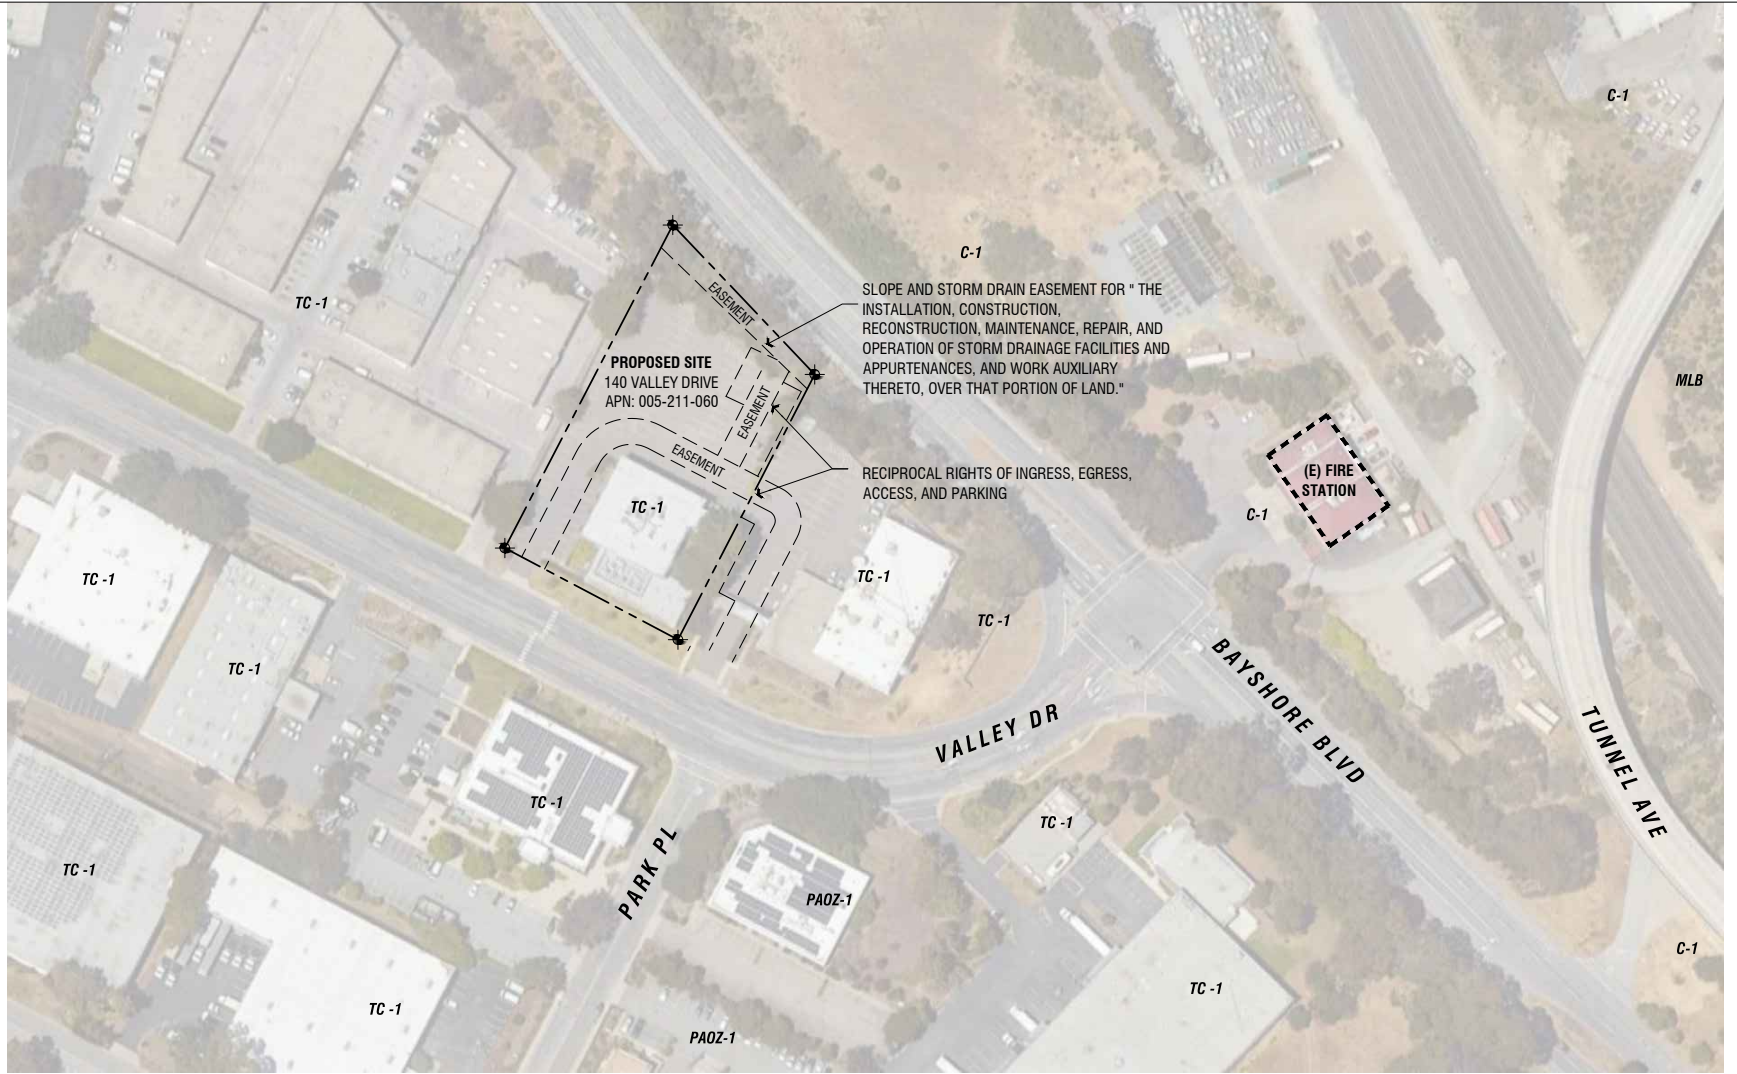 C-1
C-1
TC -1
EASEMENT
SLOPE AND STORM DRAIN EASEMENT FOR " THE
INSTALLATION, CONSTRUCTION,
RECONSTRUCTION, MAINTENANCE, REPAIR, AND
OPERATION OF STORM DRAINAGE FACILITIES AND
APPURTENANCES, AND WORK AUXILIARY
THERETO, OVER THAT PORTION OF LAND."
PROPOSED SITE
140 VALLEY DRIVE
APN: 005-211-060
MLB
EASEMENT
EASEMENT
RECIPROCAL RIGHTS OF INGRESS, EGRESS,
ACCESS, AND PARKING
(E) FIRE
STATION
TC -1
C-1
TC -1
TC -1
TC -1
TC -1
BAYSHORE BLVD
VALLEY DR
TUNNEL AVE
TC -1
TC -1
PARK PL
TC -1
PAOZ-1
C-1
TC -1
TC -1
PAOZ-1